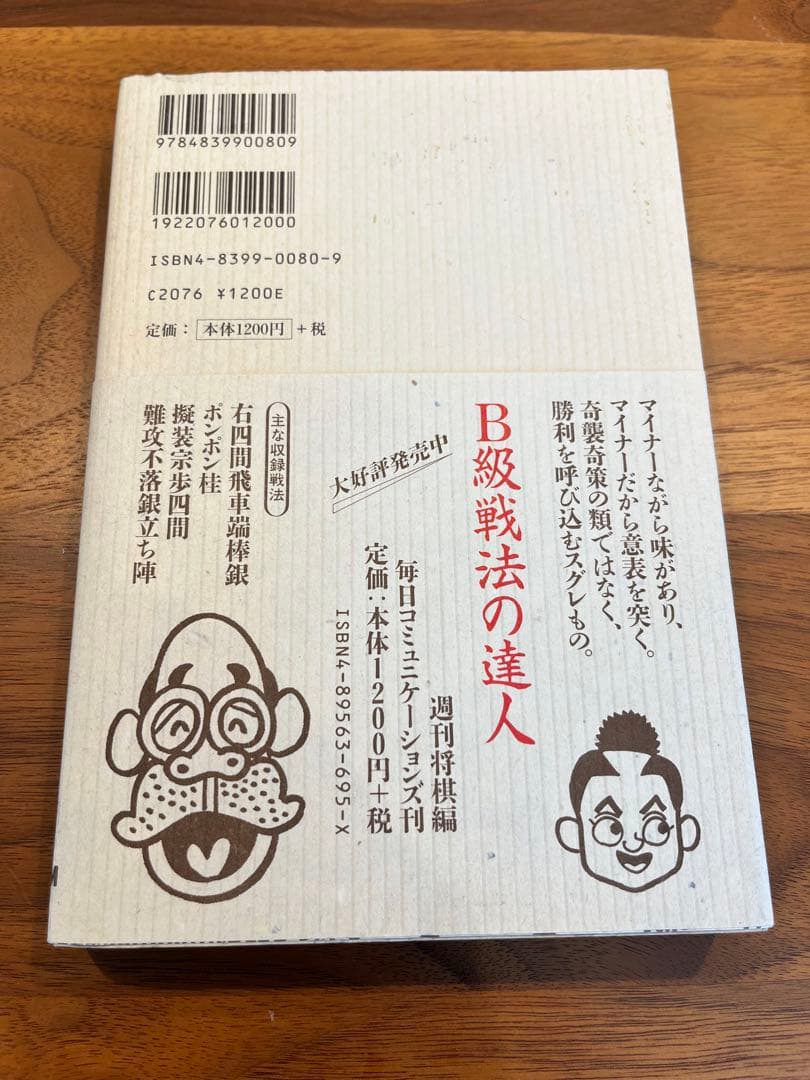 9784839900809
1922076012000
ISBN4-8399-0080-9
C2076 ¥1200E
定価：本体1200円+税
マイナーながら味があり、
マイナーだから意表を突く。
奇襲奇策の類ではなく、
勝利を呼び込むスグレもの。
B級戦法の達人
週刊将棋編
毎日コミュニケーションズ刊
定価：本体1200円+税
ISBN4-89563-695-X
大好評発売中
主な収録戦法
右四間飛車端棒銀
ポンポン桂
擬装宗歩四間
難攻不落銀立ち陣